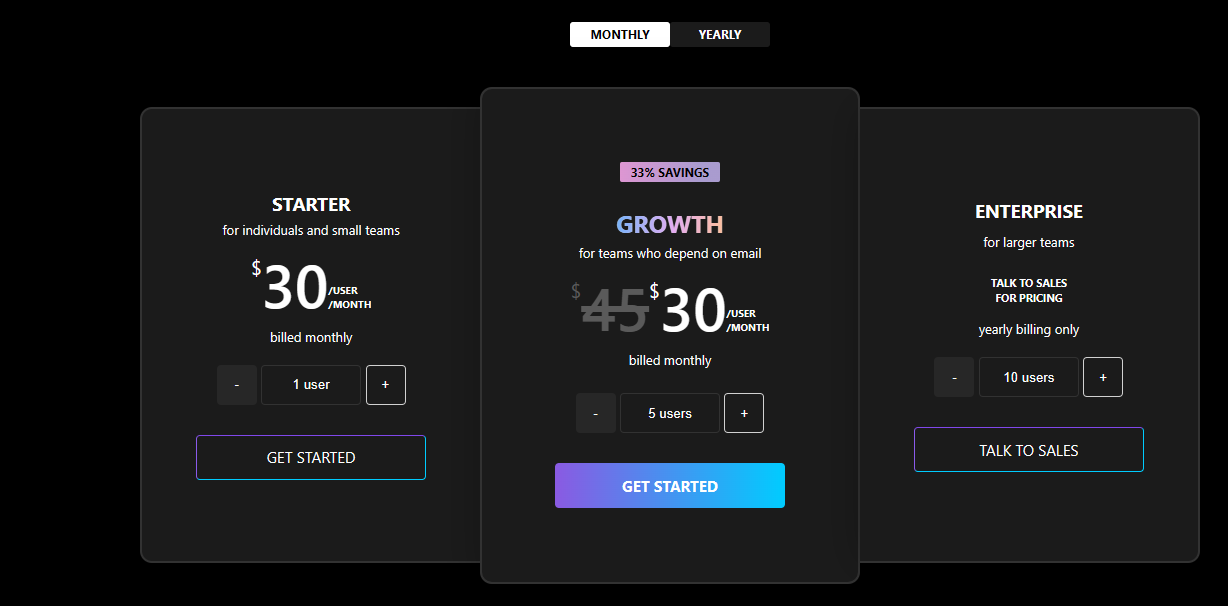 MONTHLY YEARLY
STARTER
for individuals and small teams
$30/USER
/MONTH
billed monthly
- 1 user +
GET STARTED
33% SAVINGS
GROWTH
for teams who depend on email
$45 $30/USER
/MONTH
billed monthly
- 5 users +
GET STARTED
ENTERPRISE
for larger teams
TALK TO SALES
FOR PRICING
yearly billing only
- 10 users +
TALK TO SALES